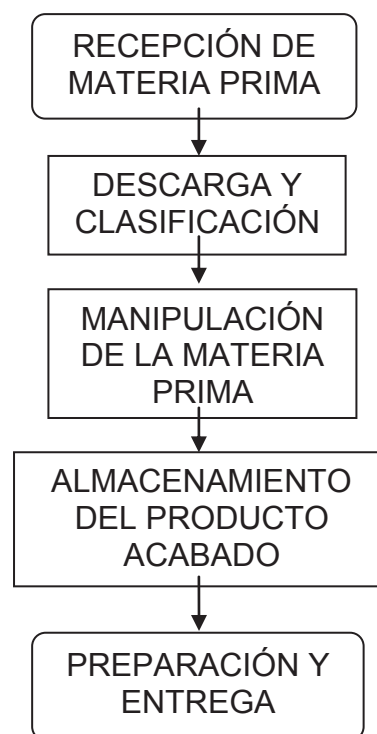 RECEPCIÓN DE
MATERIA PRIMA
DESCARGA Y
CLASIFICACIÓN
MANIPULACIÓN
DE LA MATERIA
PRIMA
ALMACENAMIENTO
DEL PRODUCTO
ACABADO
PREPARACIÓN Y
ENTREGA